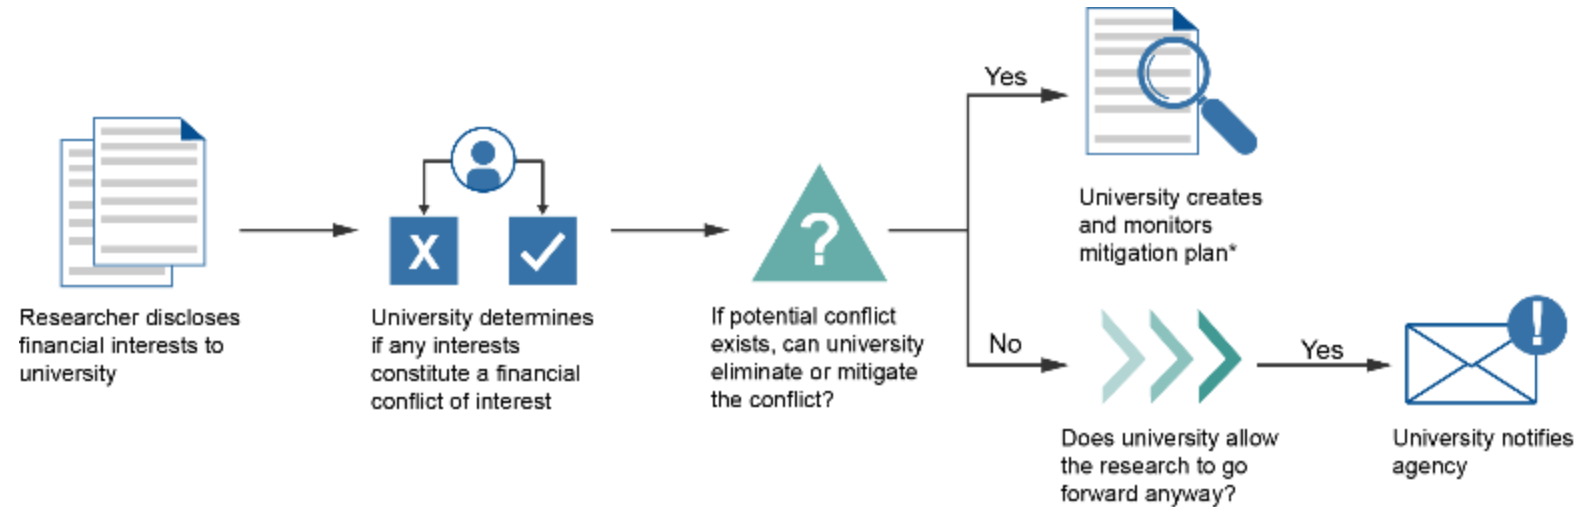 Researcher discloses
financial interests to
university
X
University determines
if any interests
constitute a financial
conflict of interest
?
If potential conflict
exists, can university
eliminate or mitigate
the conflict?
Yes
University creates
and monitors
mitigation plan*
No
Does university allow
the research to go
forward anyway?
Yes
!
University notifies
agency